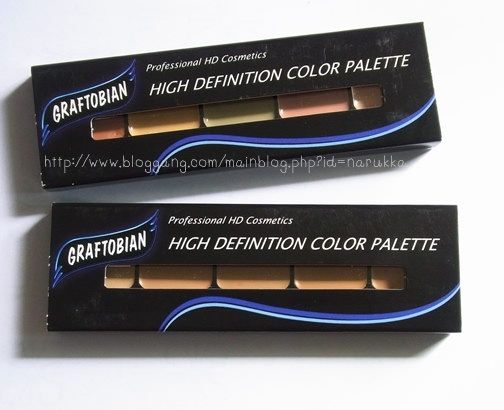 Professional HD Cosmetics
GRAFTOBIAN
HIGH DEFINITION COLOR PALETTE
http://www.bloggang.com/mainblog.php?id=narukka
Professional HD Cosmetics
GRAFTOBIAN
HIGH DEFINITION COLOR PALETTE